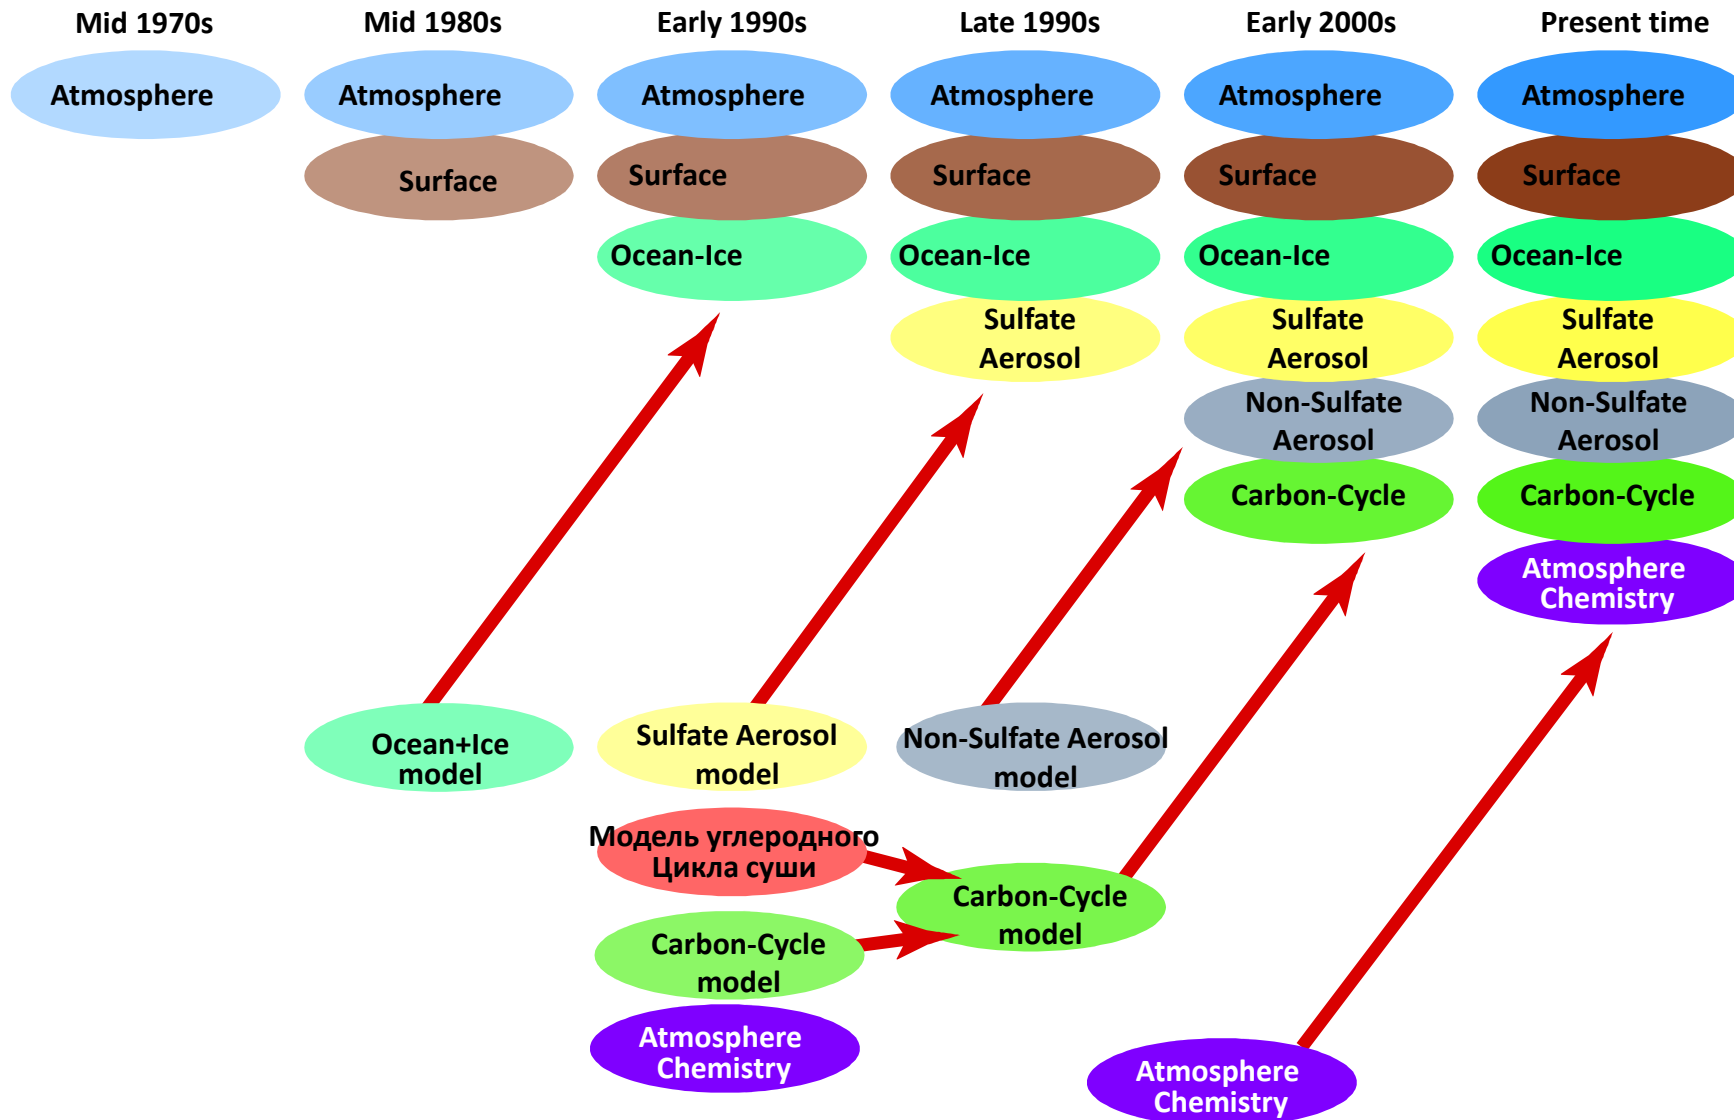 Mid 1970s
Mid 1980s
Early 1990s
Late 1990s
Early 2000s
Present time
Atmosphere
Atmosphere
Atmosphere
Atmosphere
Atmosphere
Atmosphere
Surface
Surface
Surface
Surface
Surface
Ocean-Ice
Ocean-Ice
Ocean-Ice
Ocean-Ice
Sulfate
Aerosol
Sulfate
Aerosol
Sulfate
Aerosol
Non-Sulfate
Aerosol
Non-Sulfate
Aerosol
Carbon-Cycle
Carbon-Cycle
Atmosphere
Chemistry
Ocean+Ice
model
Sulfate Aerosol
model
Non-Sulfate Aerosol
model
Модель углеродного
Цикла суши
Carbon-Cycle
model
Carbon-Cycle
model
Atmosphere
Chemistry
Atmosphere
Chemistry